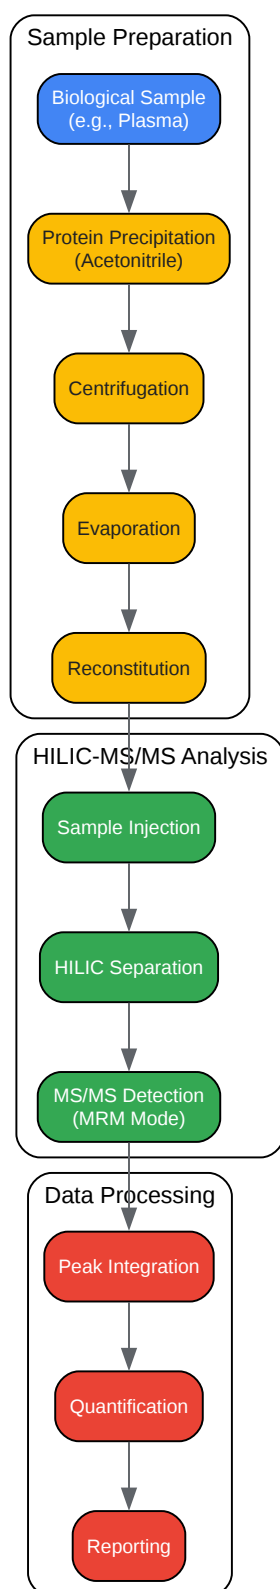 Sample Preparation
Biological Sample
(e.g., Plasma)
Protein Precipitation
(Acetonitrile)
Centrifugation
Evaporation
Reconstitution
HILIC-MS/MS Analysis
Sample Injection
HILIC Separation
MS/MS Detection
(MRM Mode)
Data Processing
Peak Integration
Quantification
Reporting